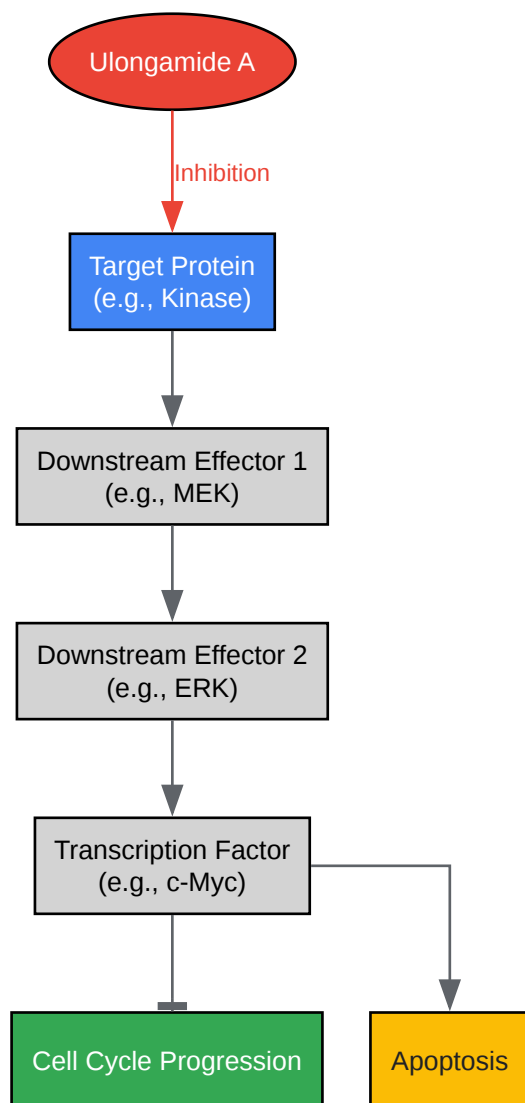 Ulongamide A
Inhibition
Target Protein
(e.g., Kinase)
Downstream Effector 1
(e.g., MEK)
Downstream Effector 2
(e.g., ERK)
Transcription Factor
(e.g., c-Myc)
Cell Cycle Progression
Apoptosis